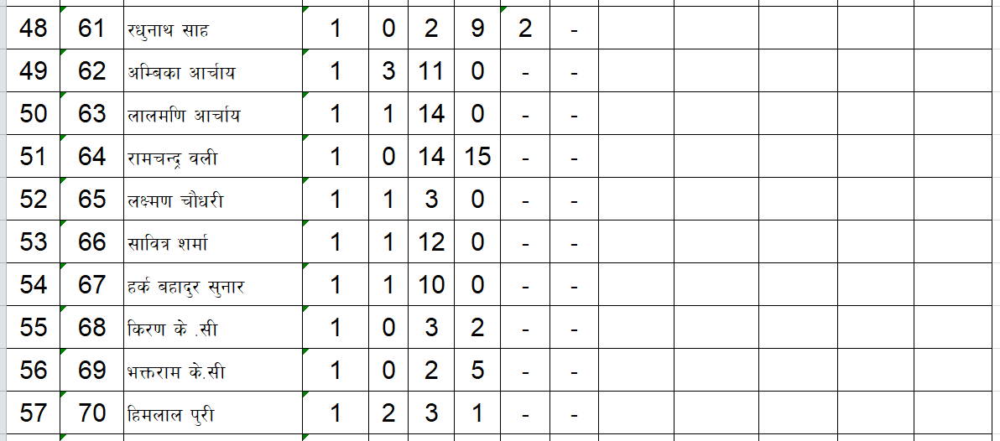 48 61 रधुनाथ साह 1 0 2 9 2 -
49 62 अम्बिका आर्चाय 1 3 11 0 - -
50 63 लालमणि आर्चाय 1 1 14 0 - -
51 64 रामचन्द्र वली 1 0 14 15 - -
52 65 लक्ष्मण चौधरी 1 1 3 0 - -
53 66 सावित्र शर्मा 1 1 12 0 - -
54 67 हर्क बहादुर सुनार 1 1 10 0 - -
55 68 किरण के .सी 1 0 3 2 - -
56 69 भक्तराम के.सी 1 0 2 5 - -
57 70 हिमलाल पुरी 1 2 3 1 - -